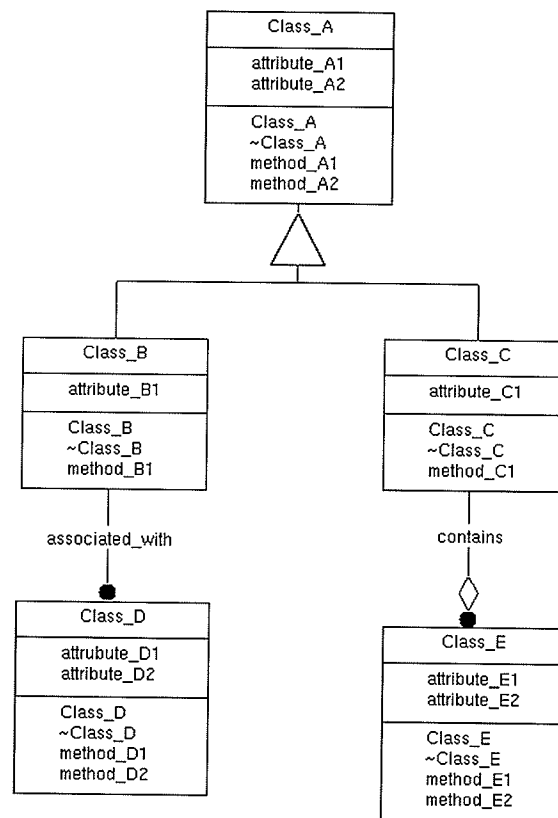 Class_A
attribute_A1
attribute_A2
Class_A
~Class_A
method_A1
method_A2
Class_B
attribute_B1
Class_B
~Class_B
method_B1
Class_C
attribute_C1
Class_C
~Class_C
method_C1
associated_with
contains
Class_D
attrubute_D1
attribute_D2
Class_D
~Class_D
method_D1
method_D2
Class_E
attribute_E1
attribute_E2
Class_E
~Class_E
method_E1
method_E2